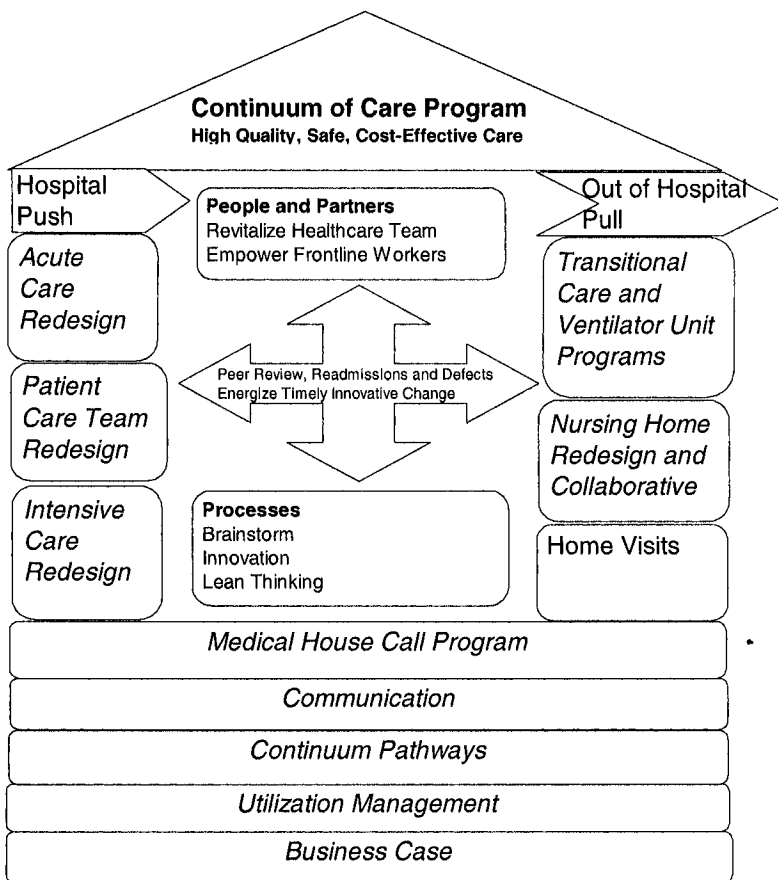 Continuum of Care Program
High Quality, Safe, Cost-Effective Care
Hospital
Push
Acute
Care
Redesign
Patient
Care Team
Redesign
Intensive
Care
Redesign
People and Partners
Revitalize Healthcare Team
Empower Frontline Workers
Peer Review, Readmissions and Defects
Energize Timely Innovative Change
Processes
Brainstorm
Innovation
Lean Thinking
Out of Hospital
Pull
Transitional
Care and
Ventilator Unit
Programs
Nursing Home
Redesign and
Collaborative
Home Visits
Medical House Call Program
Communication
Continuum Pathways
Utilization Management
Business Case